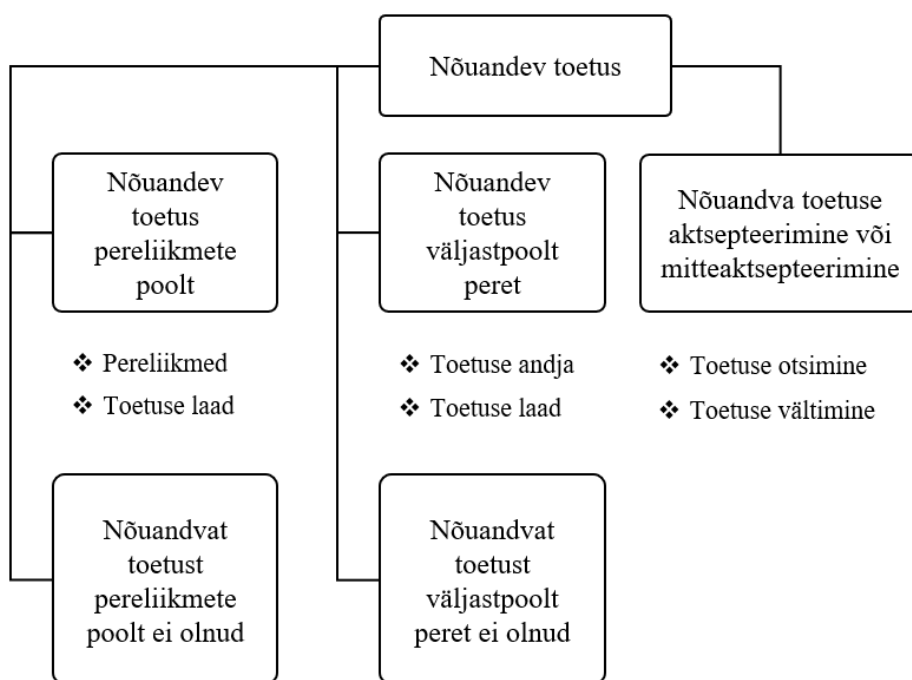 Nõuandev toetus
Nõuandev
toetus
pereliikmete
poolt
Nõuandev
toetus
väljastpoolt
peret
Nõuandva toetuse
aktsepteerimine või
mitteaktsepteerimine
❖ Pereliikmed
❖ Toetuse laad
❖ Toetuse andja
❖ Toetuse laad
❖ Toetuse otsimine
❖ Toetuse vältimine
Nõuandvat
toetust
pereliikmete
poolt ei olnud
Nõuandvat
toetust
väljastpoolt
peret ei olnud